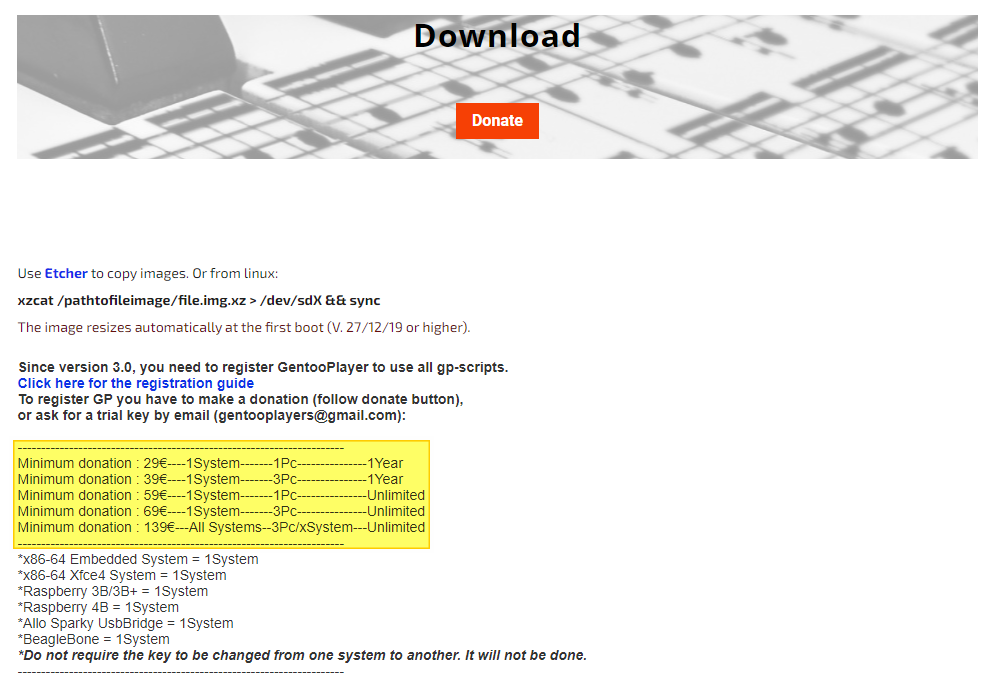 Download
Donate
Use Etcher to copy images. Or from linux:
xzcat /pathtofileimage/file.img.xz > /dev/sdX && sync
The image resizes automatically at the first boot (V. 27/12/19 or higher).
Since version 3.0, you need to register GentooPlayer to use all gp-scripts.
Click here for the registration guide
To register GP you have to make a donation (follow donate button),
or ask for a trial key by email (gentooplayers@gmail.com):
----------------------------------------------------------------------
Minimum donation : 29€----1System-------1Pc---------------1Year
Minimum donation : 39€----1System-------3Pc---------------1Year
Minimum donation : 59€----1System-------1Pc---------------Unlimited
Minimum donation : 69€----1System-------3Pc---------------Unlimited
Minimum donation : 139€---All Systems--3Pc/xSystem---Unlimited
----------------------------------------------------------------------
*x86-64 Embedded System = 1System
*x86-64 Xfce4 System = 1System
*Raspberry 3B/3B+ = 1System
*Raspberry 4B = 1System
*Allo Sparky UsbBridge = 1System
*BeagleBone = 1System
*Do not require the key to be changed from one system to another. It will not be done.
----------------------------------------------------------------------